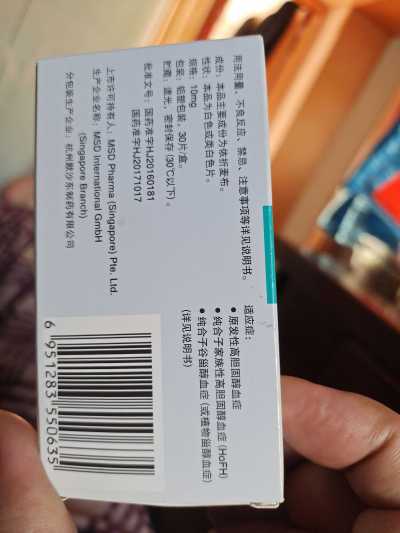 用法用量、不良反应、禁忌、注意事项等详见说明书。
成份：本品主要成份为依折麦布。
性状：本品为白色或类白色片。
规格：10mg
包装：铝塑包装，30片/盒。
贮藏：遮光，密封保存(30℃以下)。
批准文号：国药准字HJ20160181
国药准字HJ20171017
上市许可持有人：MSD Pharma (Singapore) Pte. Ltd.
生产企业名称：MSD International GmbH
(Singapore Branch)
分包装生产企业：杭州默沙东制药有限公司
适应症：
● 原发性高胆固醇血症
● 纯合子家族性高胆固醇血症 (HoFH)
● 纯合子谷甾醇血症 (或植物甾醇血症)
(详见说明书)
6 951283 550635